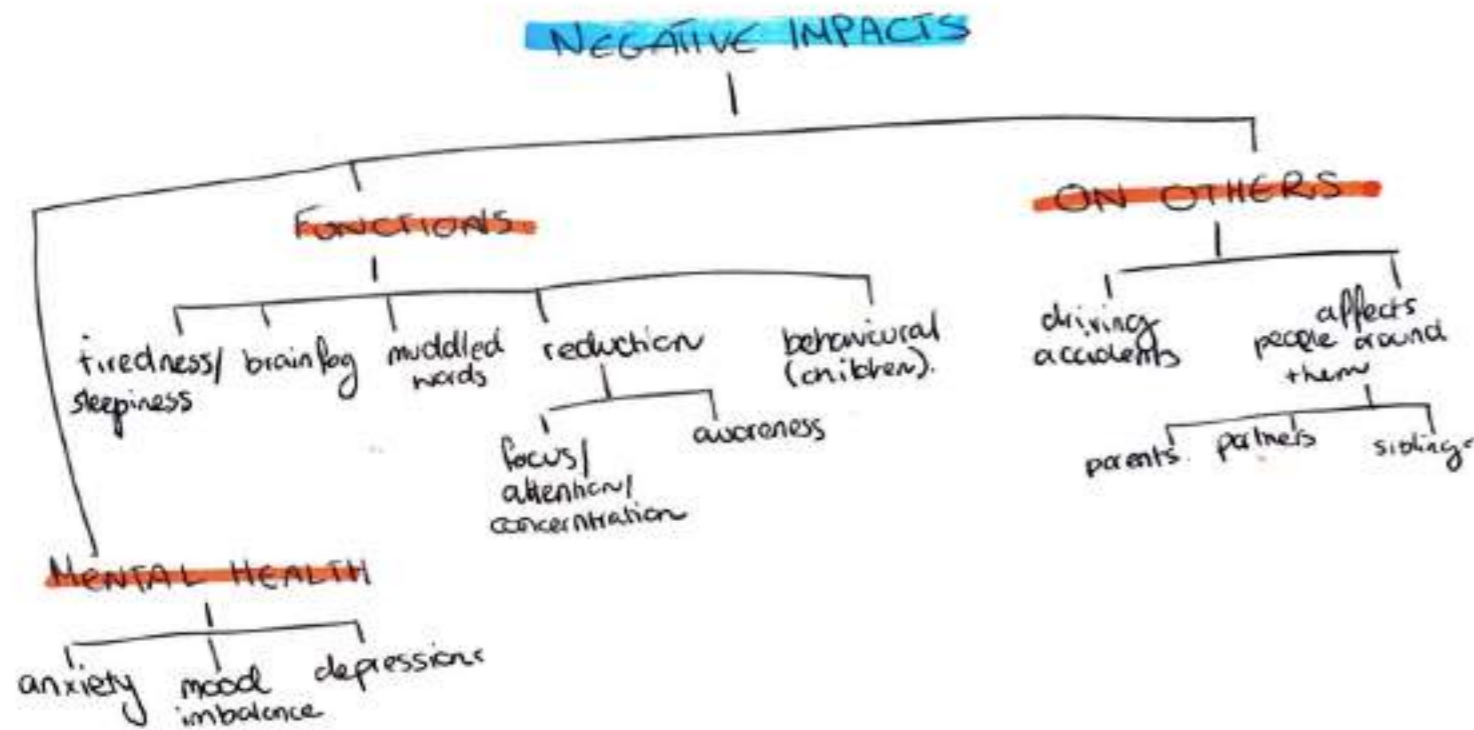 NEGATIVE IMPACTS
FUNCTIONS
ON OTHERS
tiredness/
sleepiness
brainfog
muddled
words
reduction
behavioural
(children).
driving
accidents
affects
people around
them
focus/
attention/
concentration
awareness
parents.
partners
siblings
MENTAL HEALTH
anxiety
mood
imbalance
depression